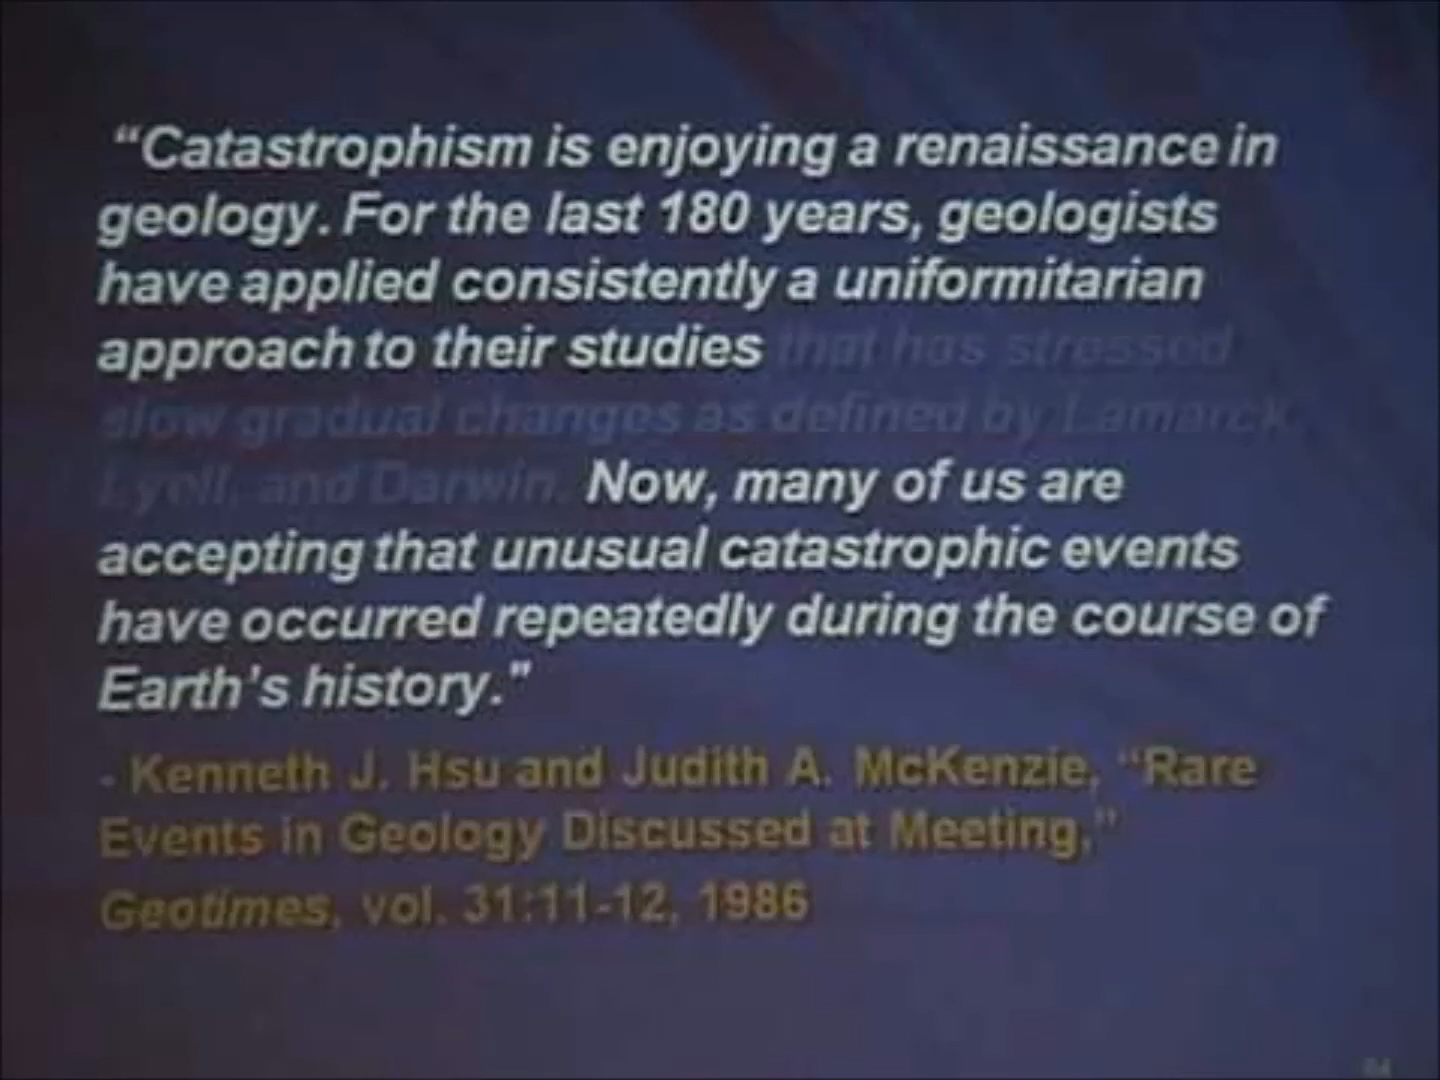 “Catastrophism is enjoying a renaissance in
geology. For the last 180 years, geologists
have applied consistently a uniformitarian
approach to their studies that has stressed
slow gradual changes as defined by Lamarck,
Lyell, and Darwin. Now, many of us are
accepting that unusual catastrophic events
have occurred repeatedly during the course of
Earth’s history."
- Kenneth J. Hsu and Judith A. McKenzie, “Rare
Events in Geology Discussed at Meeting,”
Geotimes, vol. 31:11-12, 1986